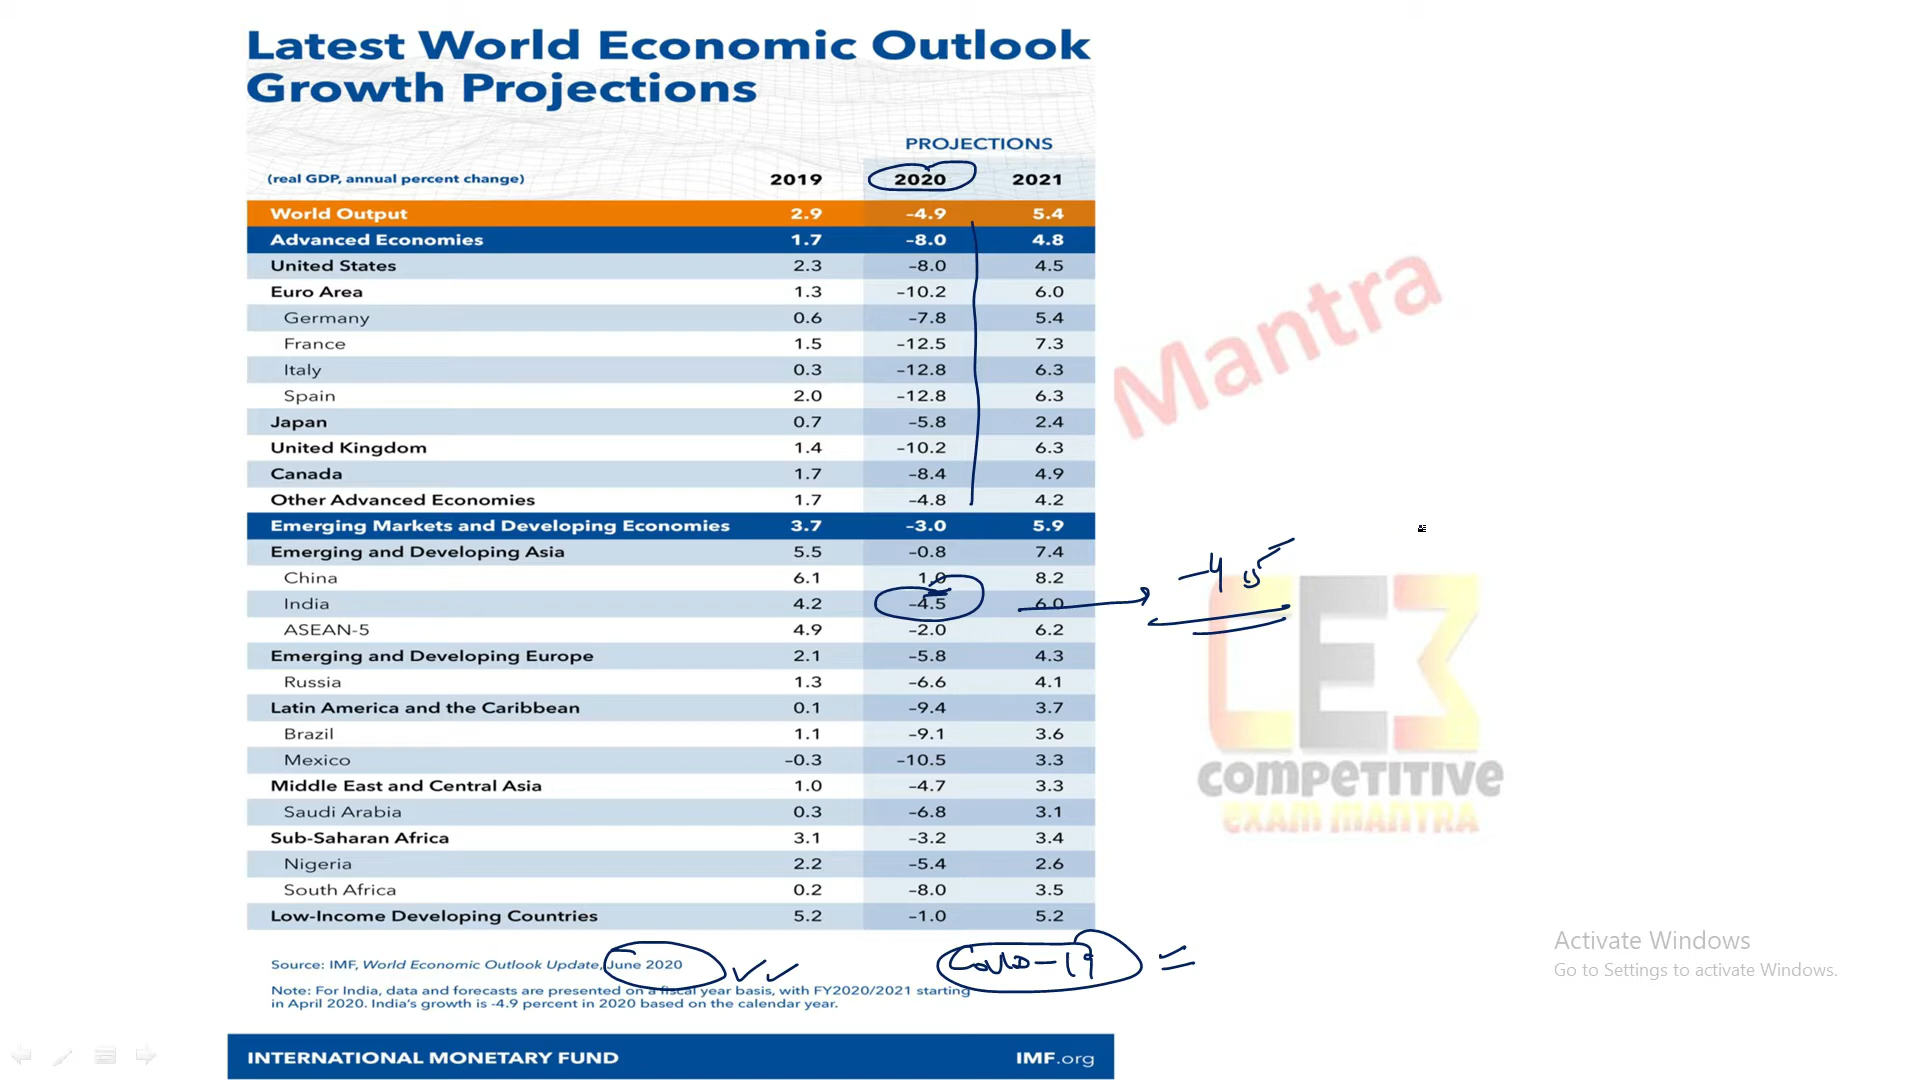 Latest World Economic Outlook
Growth Projections
PROJECTIONS
(real GDP, annual percent change) 2019 2020 2021
World Output 2.9 –4.9 5.4
Advanced Economies 1.7 –8.0 4.8
United States 2.3 –8.0 4.5
Euro Area 1.3 –10.2 6.0
Germany 0.6 –7.8 5.4
France 1.5 –12.5 7.3
Italy 0.3 –12.8 6.3
Spain 2.0 –12.8 6.3
Japan 0.7 –5.8 2.4
United Kingdom 1.4 –10.2 6.3
Canada 1.7 –8.4 4.9
Other Advanced Economies 1.7 –4.8 4.2
Emerging Markets and Developing Economies 3.7 –3.0 5.9
Emerging and Developing Asia 5.5 –0.8 7.4
China 6.1 1.0 8.2
India 4.2 –4.5 6.0
-4.5
ASEAN-5 4.9 –2.0 6.2
Emerging and Developing Europe 2.1 –5.8 4.3
Russia 1.3 –6.6 4.1
Latin America and the Caribbean 0.1 –9.4 3.7
Brazil 1.1 –9.1 3.6
Mexico –0.3 –10.5 3.3
Middle East and Central Asia 1.0 –4.7 3.3
Saudi Arabia 0.3 –6.8 3.1
Sub-Saharan Africa 3.1 –3.2 3.4
Nigeria 2.2 –5.4 2.6
South Africa 0.2 –8.0 3.5
Low-Income Developing Countries 5.2 –1.0 5.2
Source: IMF, World Economic Outlook Update, June 2020
Covid-19
Note: For India, data and forecasts are presented on a fiscal year basis, with FY2020/2021 starting
in April 2020. India's growth is -4.9 percent in 2020 based on the calendar year.
INTERNATIONAL MONETARY FUND IMF.org
Mantra
CEM
COMPETITIVE
EXAM MANTRA
Activate Windows
Go to Settings to activate Windows.